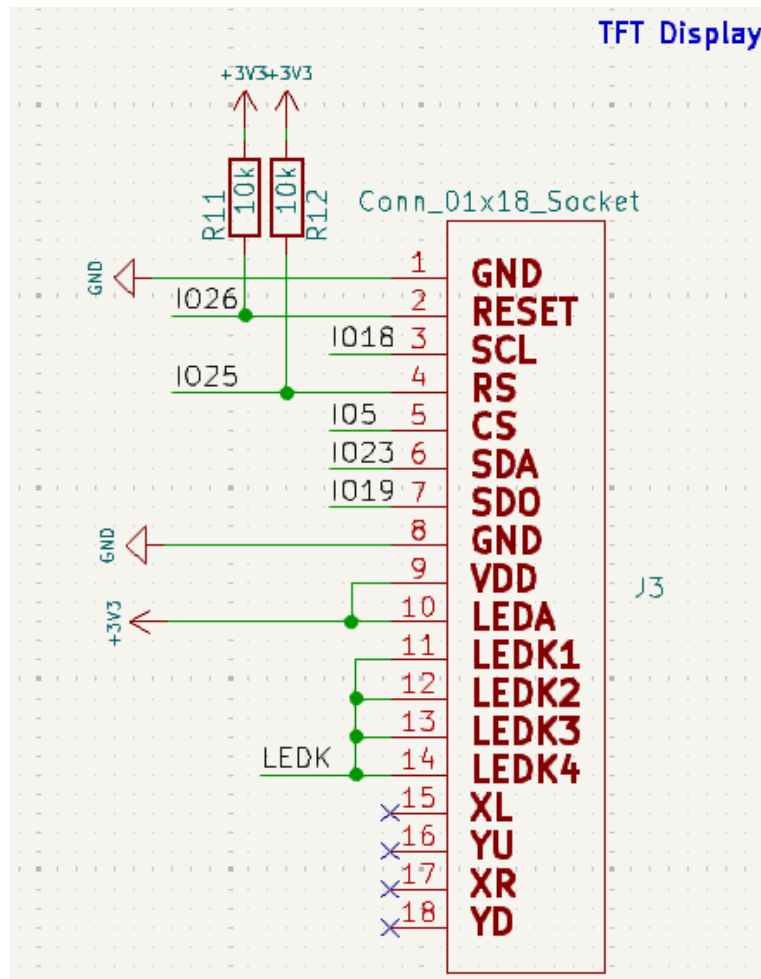 TFT Display
+3V3+3V3
R11 10k 10k R12
Conn_01x18_Socket
GND 1 GND
IO26 2 RESET
IO18 3 SCL
IO25 4 RS
IO5 5 CS
IO23 6 SDA
IO19 7 SDO
GND 8 GND
9 VDD
J3
+3V3 10 LEDA
11 LEDK1
12 LEDK2
13 LEDK3
LEDK 14 LEDK4
15 XL
16 YU
17 XR
18 YD